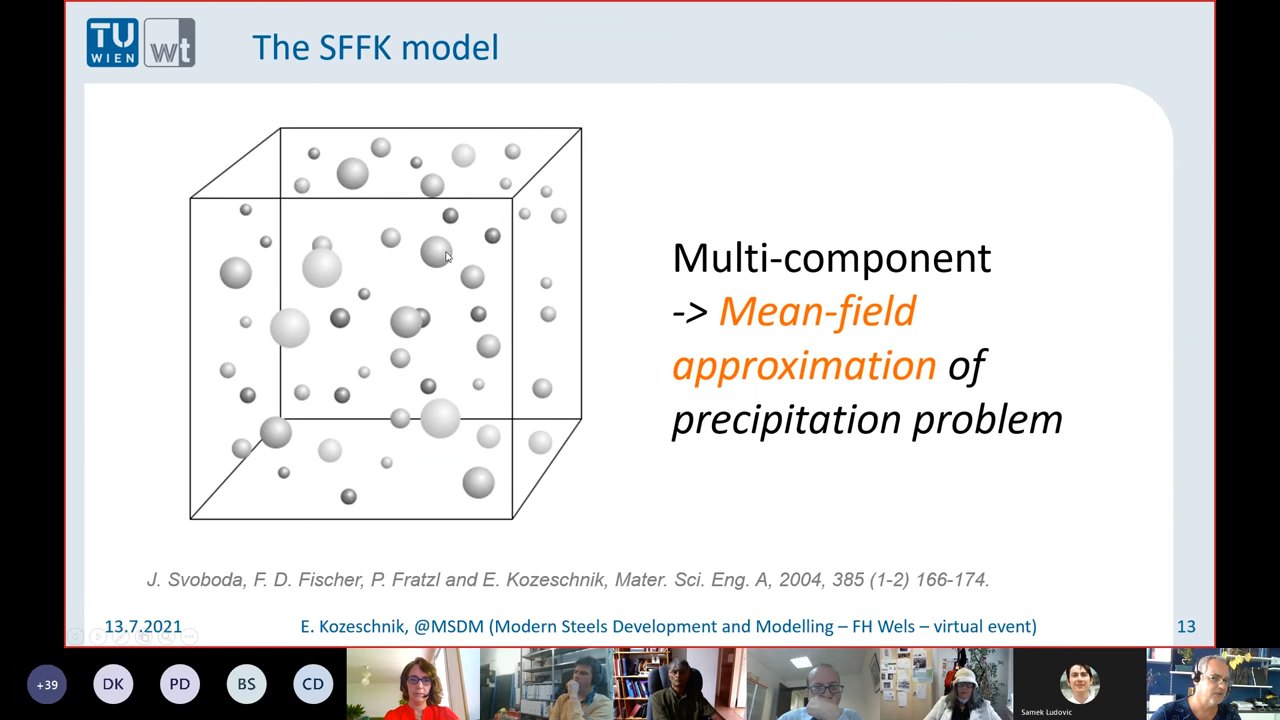 TU
WIEN
wt
The SFFK model
Multi-component
-> Mean-field
approximation of
precipitation problem
J. Svoboda, F. D. Fischer, P. Fratzl and E. Kozeschnik, Mater. Sci. Eng. A, 2004, 385 (1-2) 166-174.
13.7.2021
E. Kozeschnik, @MSDM (Modern Steels Development and Modelling – FH Wels – virtual event)
13
+39
DK
PD
BS
CD
Samek Ludovic